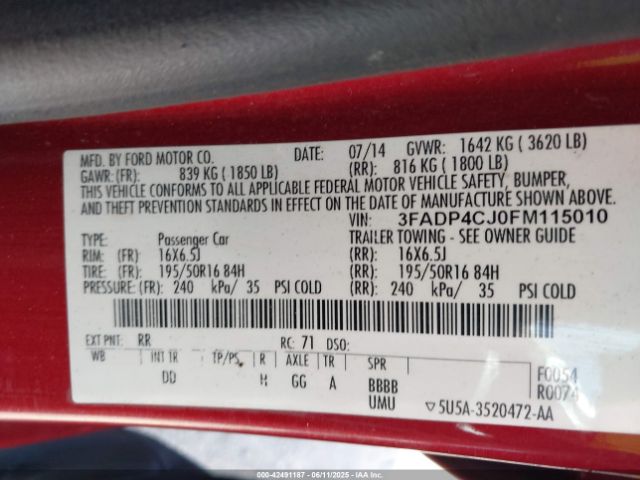 MFD. BY FORD MOTOR CO. DATE: 07/14 GVWR: 1642 KG ( 3620 LB)
GAWR: (FR): 839 KG ( 1850 LB) (RR): 816 KG ( 1800 LB)
THIS VEHICLE CONFORMS TO ALL APPLICABLE FEDERAL MOTOR VEHICLE SAFETY, BUMPER,
AND THEFT PREVENTION STANDARDS IN EFFECT ON THE DATE OF MANUFACTURE SHOWN ABOVE.
VIN: 3FADP4CJ0FM115010
TYPE: Passenger Car TRAILER TOWING - SEE OWNER GUIDE
RIM: (FR): 16X6.5J (RR): 16X6.5J
TIRE: (FR): 195/50R16 84H (RR): 195/50R16 84H
PRESSURE: (FR): 240 kPa/ 35 PSI COLD (RR): 240 kPa/ 35 PSI COLD
EXT PNT: RR RC: 71 DSO:
WB INT TR TP/PS R AXLE TR SPR F0054
DD H GG A BBBB R0074
UMU ▽5U5A-3520472-AA
00-42491187 - 06/11/2025 - IAAI.COM